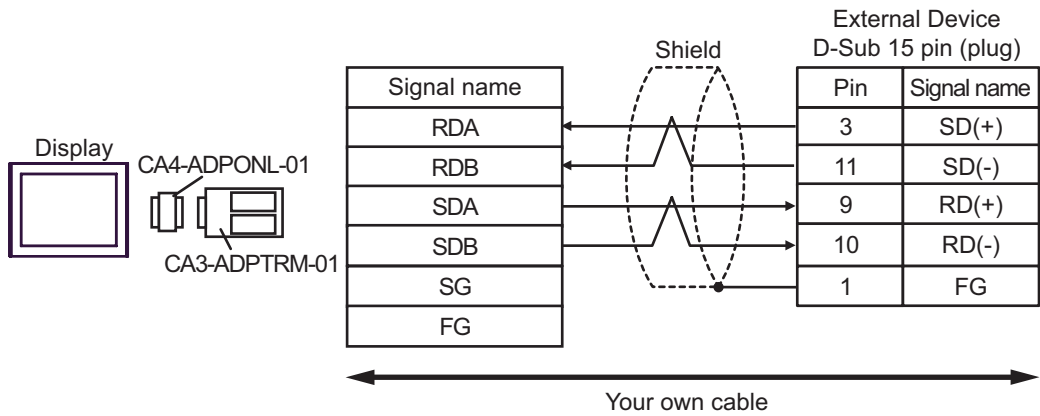 External Device
D-Sub 15 pin (plug)
Shield
Signal name
Pin Signal name
RDA 3 SD(+)
RDB 11 SD(-)
SDA 9 RD(+)
SDB 10 RD(-)
SG 1 FG
FG
Display
CA4-ADPONL-01
CA3-ADPTRM-01
Your own cable